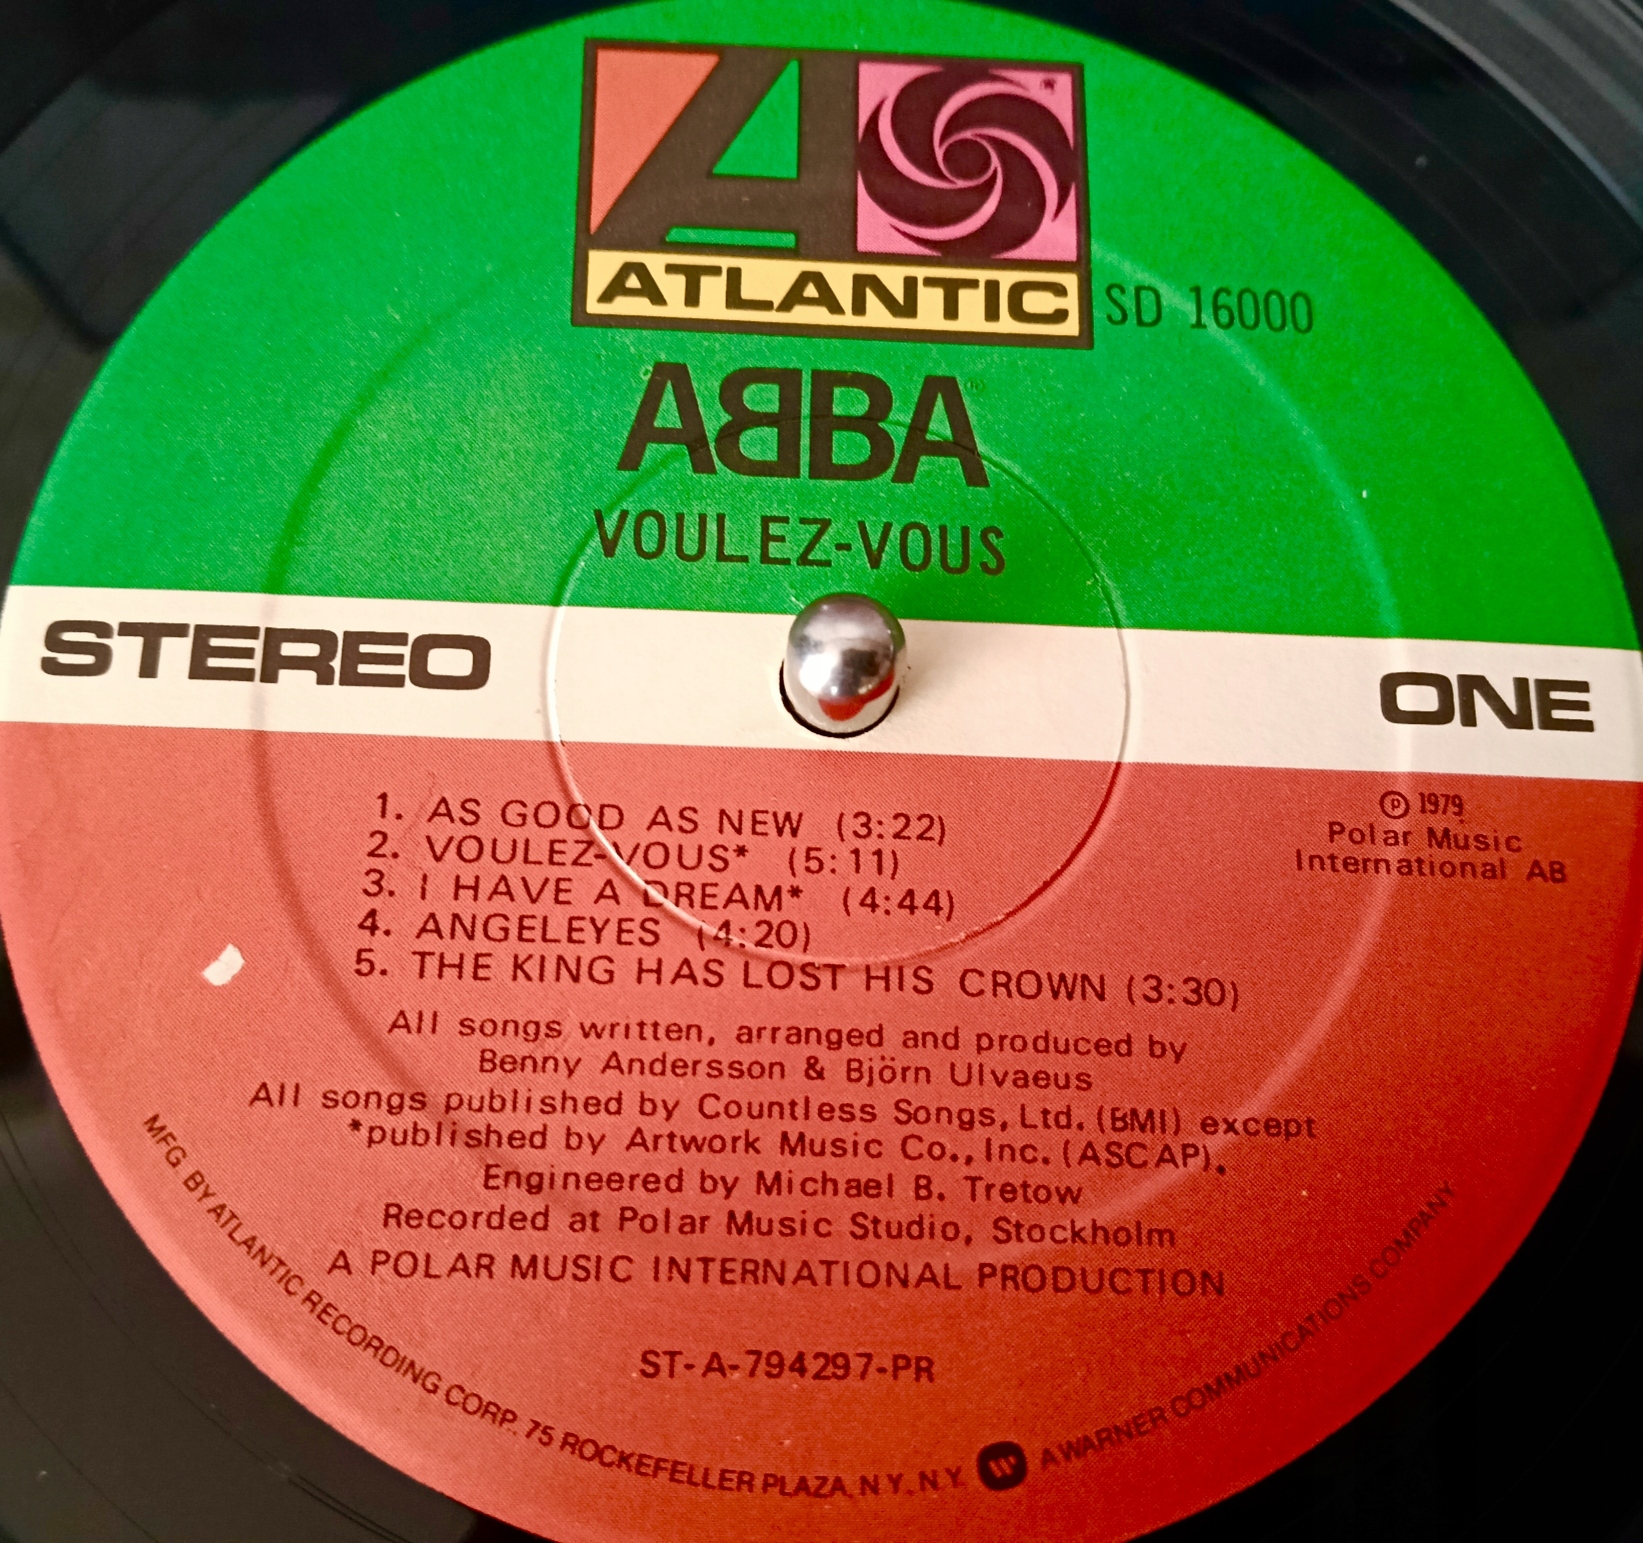 ATLANTIC
SD 16000
ABBA
VOULEZ-VOUS
STEREO
ONE
℗ 1979
Polar Music
International AB
1. AS GOOD AS NEW (3:22)
2. VOULEZ-VOUS* (5:11)
3. I HAVE A DREAM* (4:44)
4. ANGELEYES (4:20)
5. THE KING HAS LOST HIS CROWN (3:30)
All songs written, arranged and produced by
Benny Andersson & Björn Ulvaeus
All songs published by Countless Songs, Ltd. (BMI) except
*published by Artwork Music Co., Inc. (ASCAP).
Engineered by Michael B. Tretow
Recorded at Polar Music Studio, Stockholm
A POLAR MUSIC INTERNATIONAL PRODUCTION
ST-A-794297-PR
MFG BY ATLANTIC RECORDING CORP. 75 ROCKEFELLER PLAZA, N.Y., N.Y. A WARNER COMMUNICATIONS COMPANY